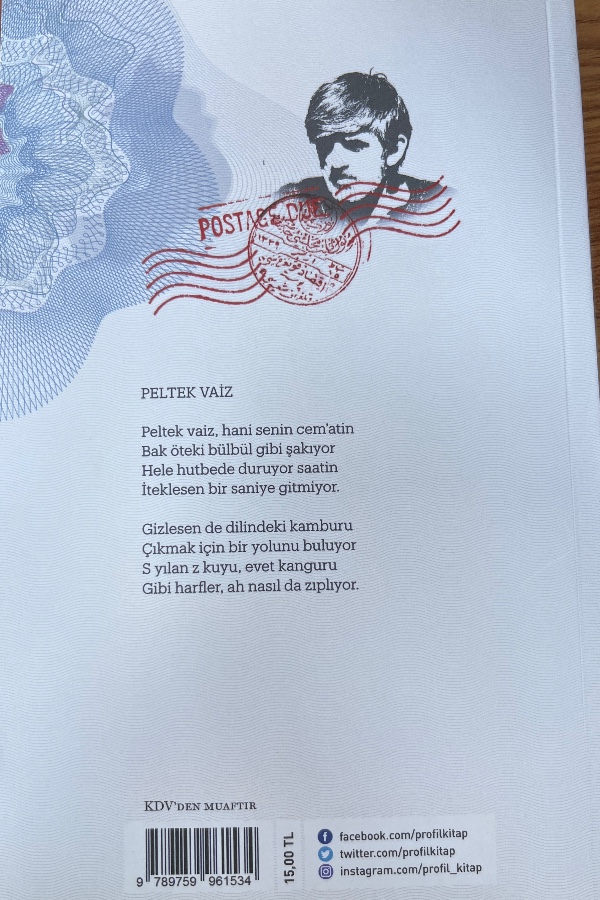 POSTAGE DUE
PELTEK VAİZ
Peltek vaiz, hani senin cem'atin
Bak öteki bülbül gibi şakıyor
Hele hutbede duruyor saatin
İteklesen bir saniye gitmiyor.
Gizlesen de dilindeki kamburu
Çıkmak için bir yolunu buluyor
S yılan z kuyu, evet kanguru
Gibi harfler, ah nasıl da zıplıyor.
KDV'DEN MUAFTIR
9 789759 961534
15,00 TL
facebook.com/profilkitap
twitter.com/profilkitap
instagram.com/profil_kitap